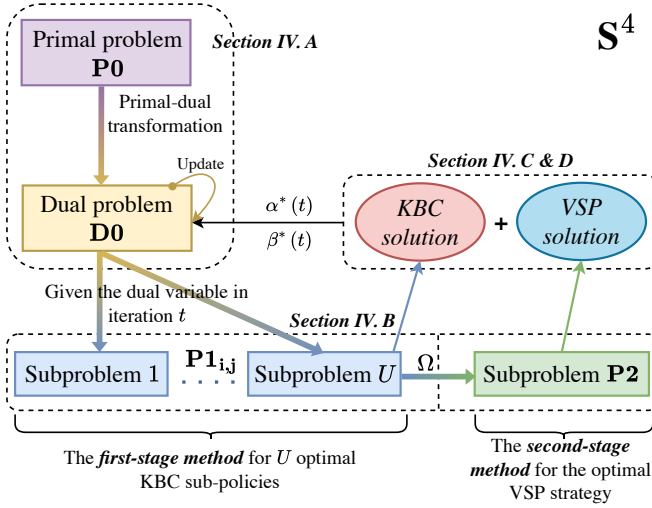 Primal problem
P0
Section IV. A
S^4
Primal-dual
transformation
Update
Section IV. C & D
Dual problem
D0
α* (t)
β* (t)
KBC
solution
+
VSP
solution
Given the dual variable in
iteration t
Section IV. B
Subproblem 1
P1_{i,j}
.....
Subproblem U
Ω
Subproblem P2
The first-stage method for U optimal
KBC sub-policies
The second-stage
method for the optimal
VSP strategy